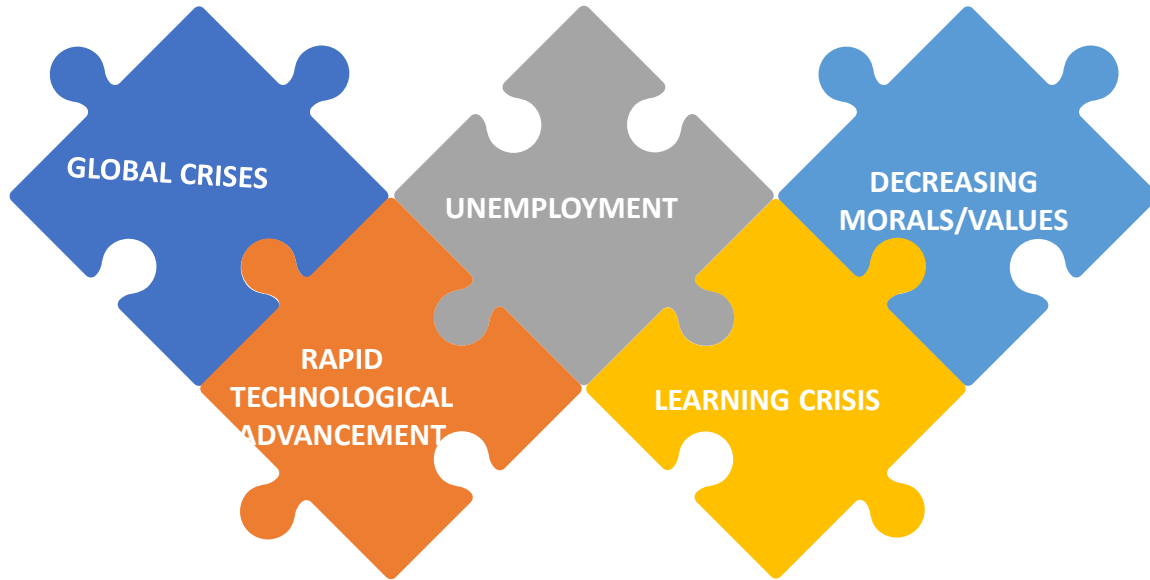 GLOBAL CRISES
UNEMPLOYMENT
DECREASING
MORALS/VALUES
RAPID
TECHNOLOGICAL
ADVANCEMENT
LEARNING CRISIS